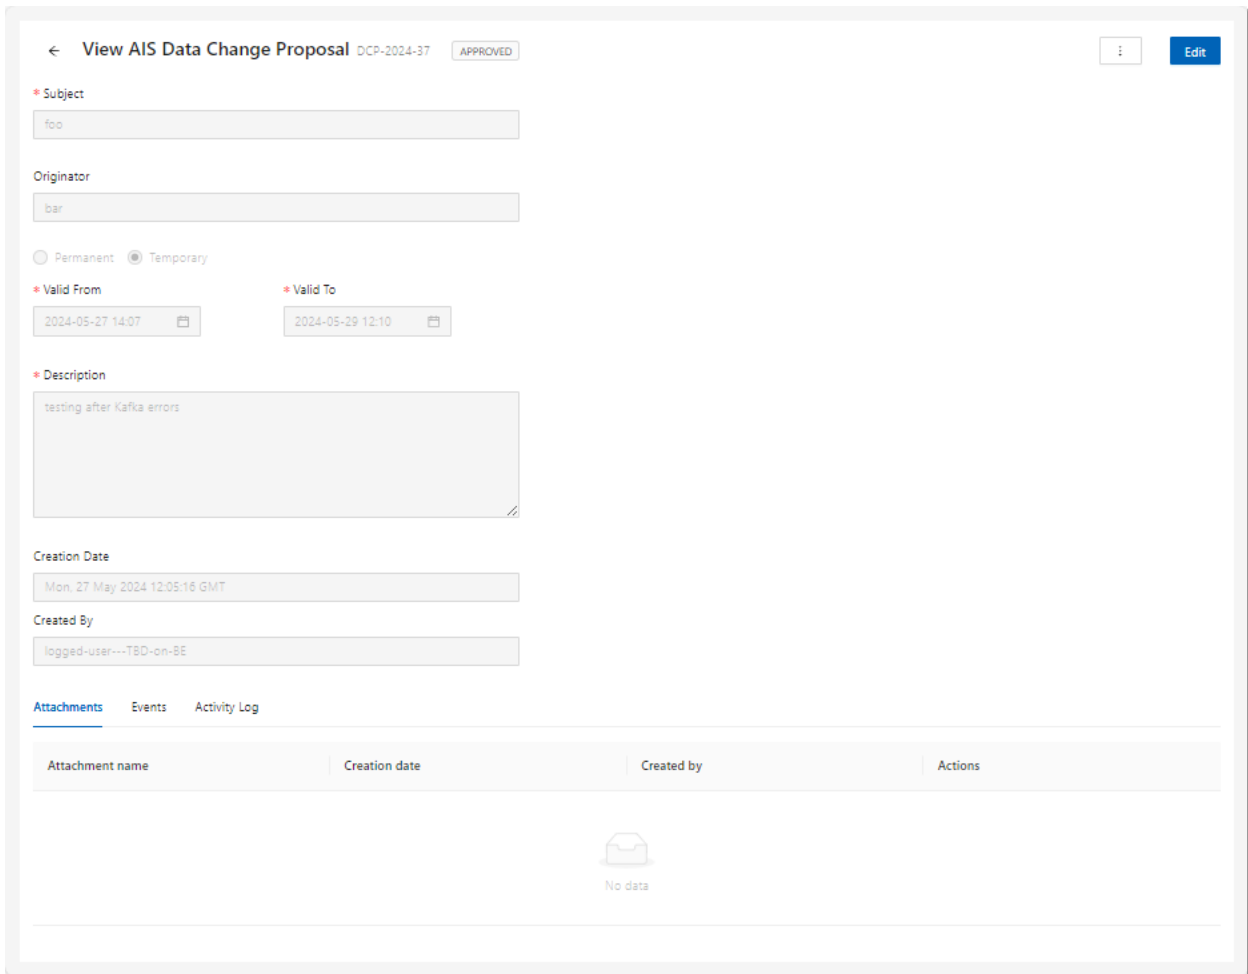 View AIS Data Change Proposal DCP-2024-37 APPROVED Edit
* Subject
foo
Originator
bar
Permanent Temporary
* Valid From * Valid To
2024-05-27 14:07 2024-05-29 12:10
* Description
testing after Kafka errors
Creation Date
Mon, 27 May 2024 12:05:16 GMT
Created By
logged-user---TBD-on-BE
Attachments Events Activity Log
Attachment name Creation date Created by Actions
No data